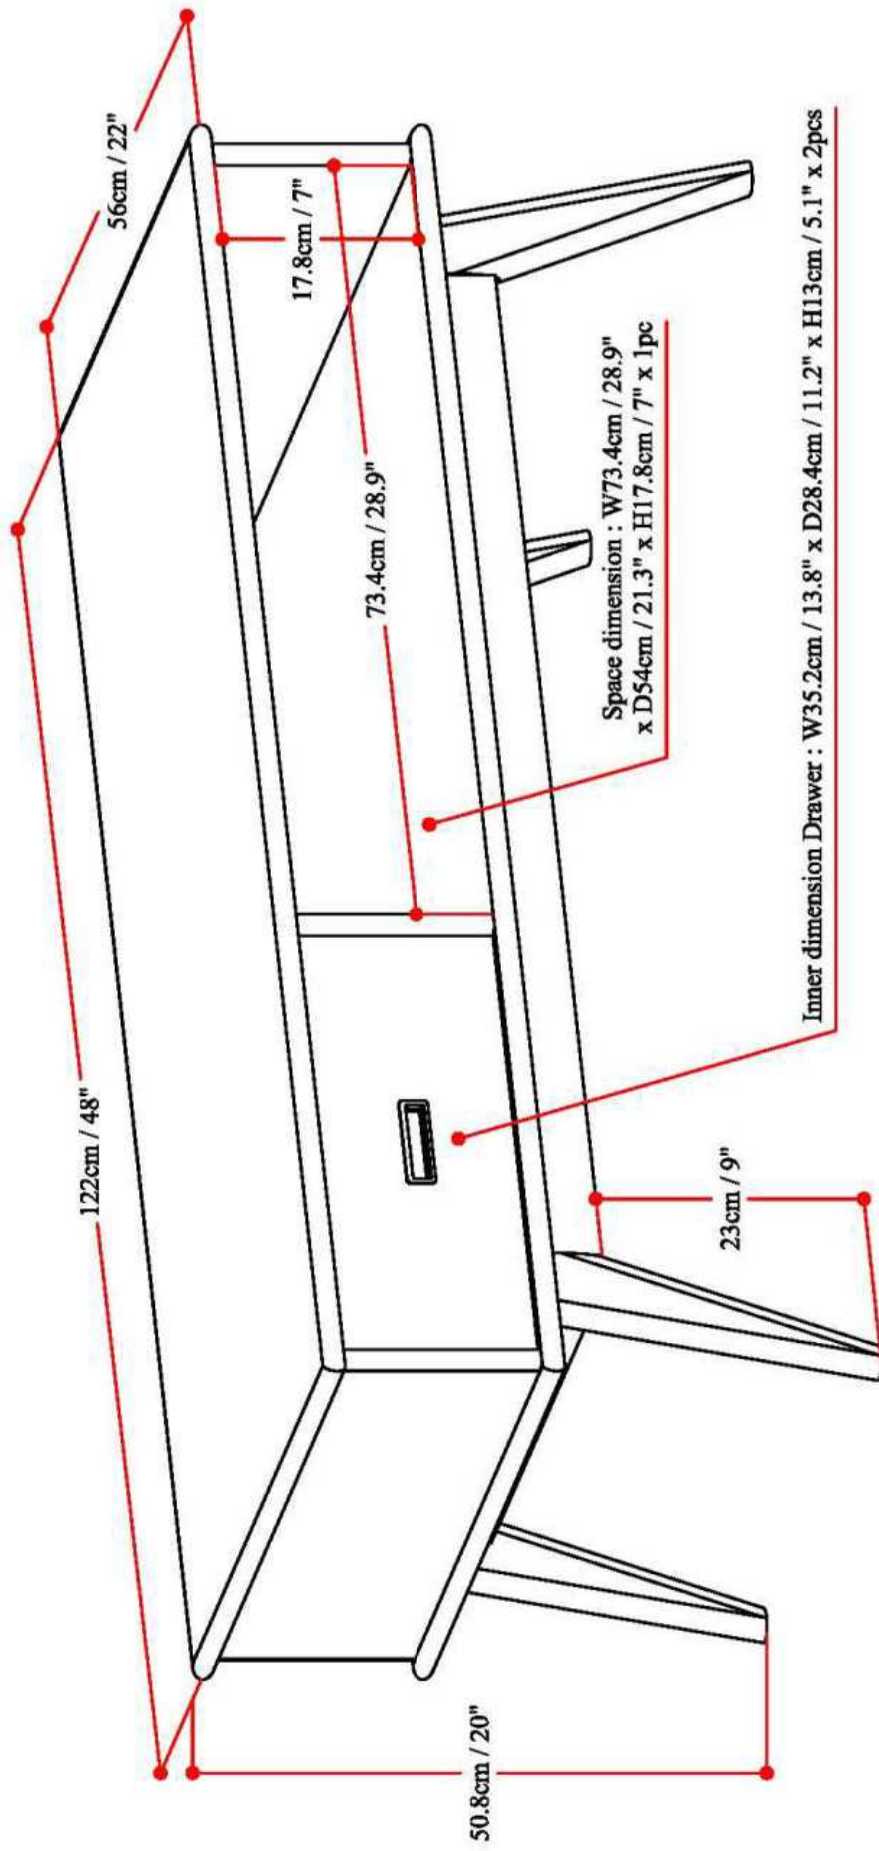 56cm / 22"
122cm / 48"
17.8cm / 7"
73.4cm / 28.9"
Space dimension : W73.4cm / 28.9"
x D54cm / 21.3" x H17.8cm / 7" x 1pc
Inner dimension Drawer : W35.2cm / 13.8" x D28.4cm / 11.2" x H13cm / 5.1" x 2pcs
23cm / 9"
50.8cm / 20"